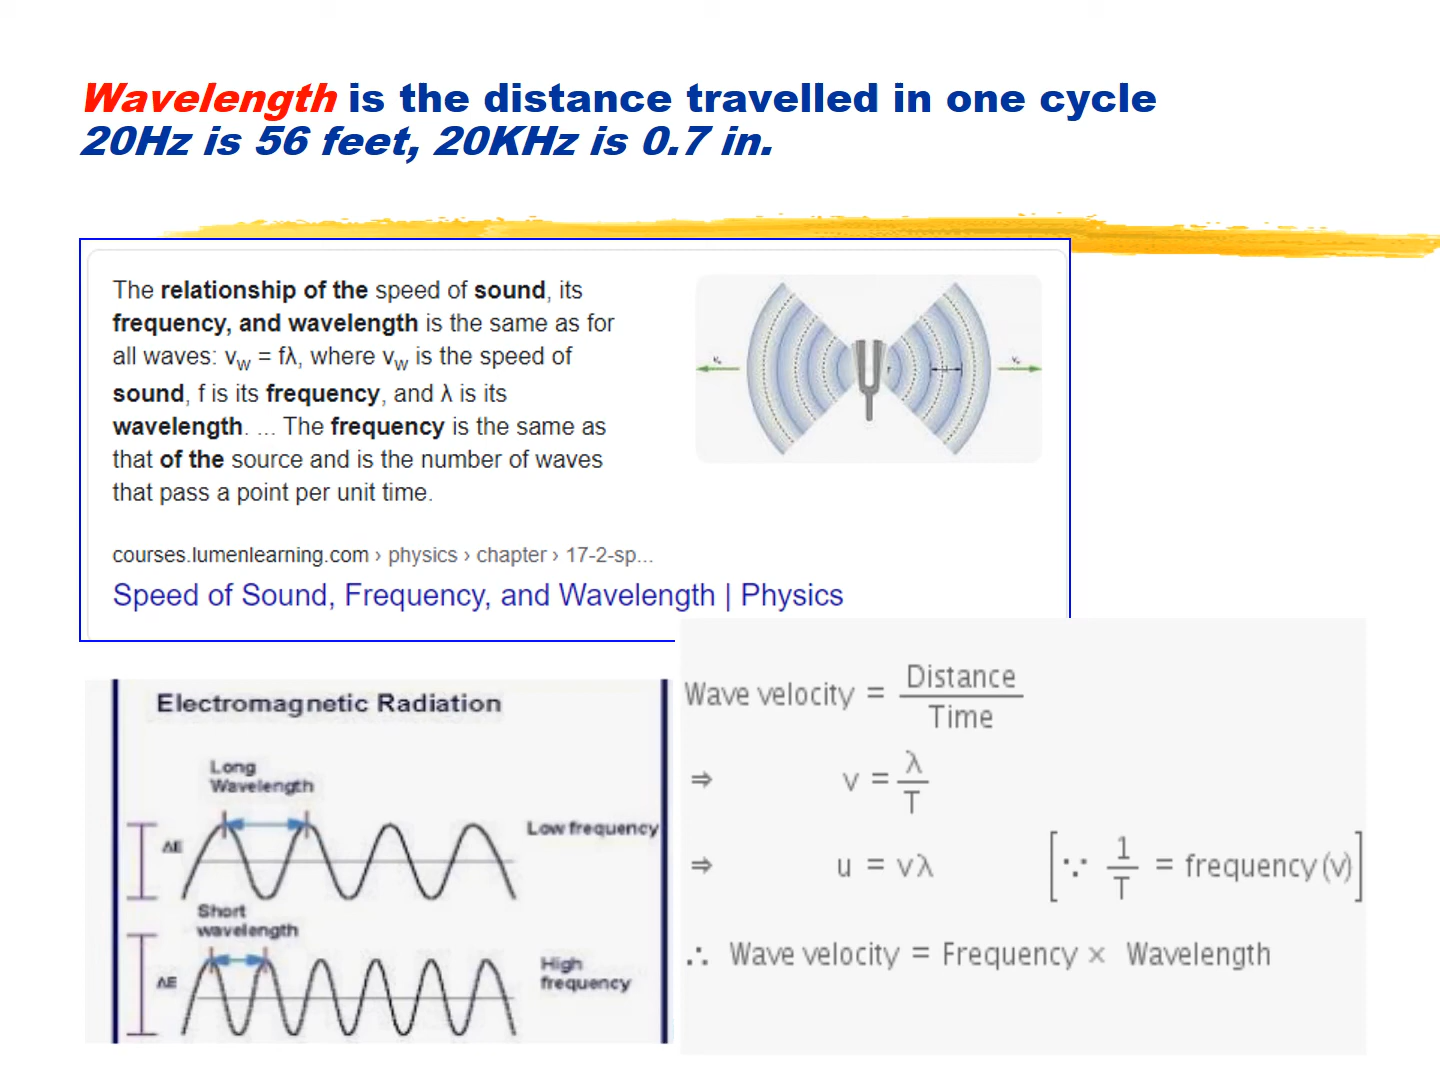 Wavelength is the distance travelled in one cycle
20Hz is 56 feet, 20KHz is 0.7 in.
The relationship of the speed of sound, its
frequency, and wavelength is the same as for
all waves: vw = fλ, where vw is the speed of
sound, f is its frequency, and λ is its
wavelength. ... The frequency is the same as
that of the source and is the number of waves
that pass a point per unit time.
courses.lumenlearning.com › physics › chapter › 17-2-sp...
Speed of Sound, Frequency, and Wavelength | Physics
Electromagnetic Radiation
Long
Wavelength
Low frequency
ΔE
Short
wavelength
High
frequency
ΔE
Wave velocity = Distance / Time
⇒ v = λ / T
⇒ u = vλ [∵ 1 / T = frequency (v)]
∴ Wave velocity = Frequency × Wavelength